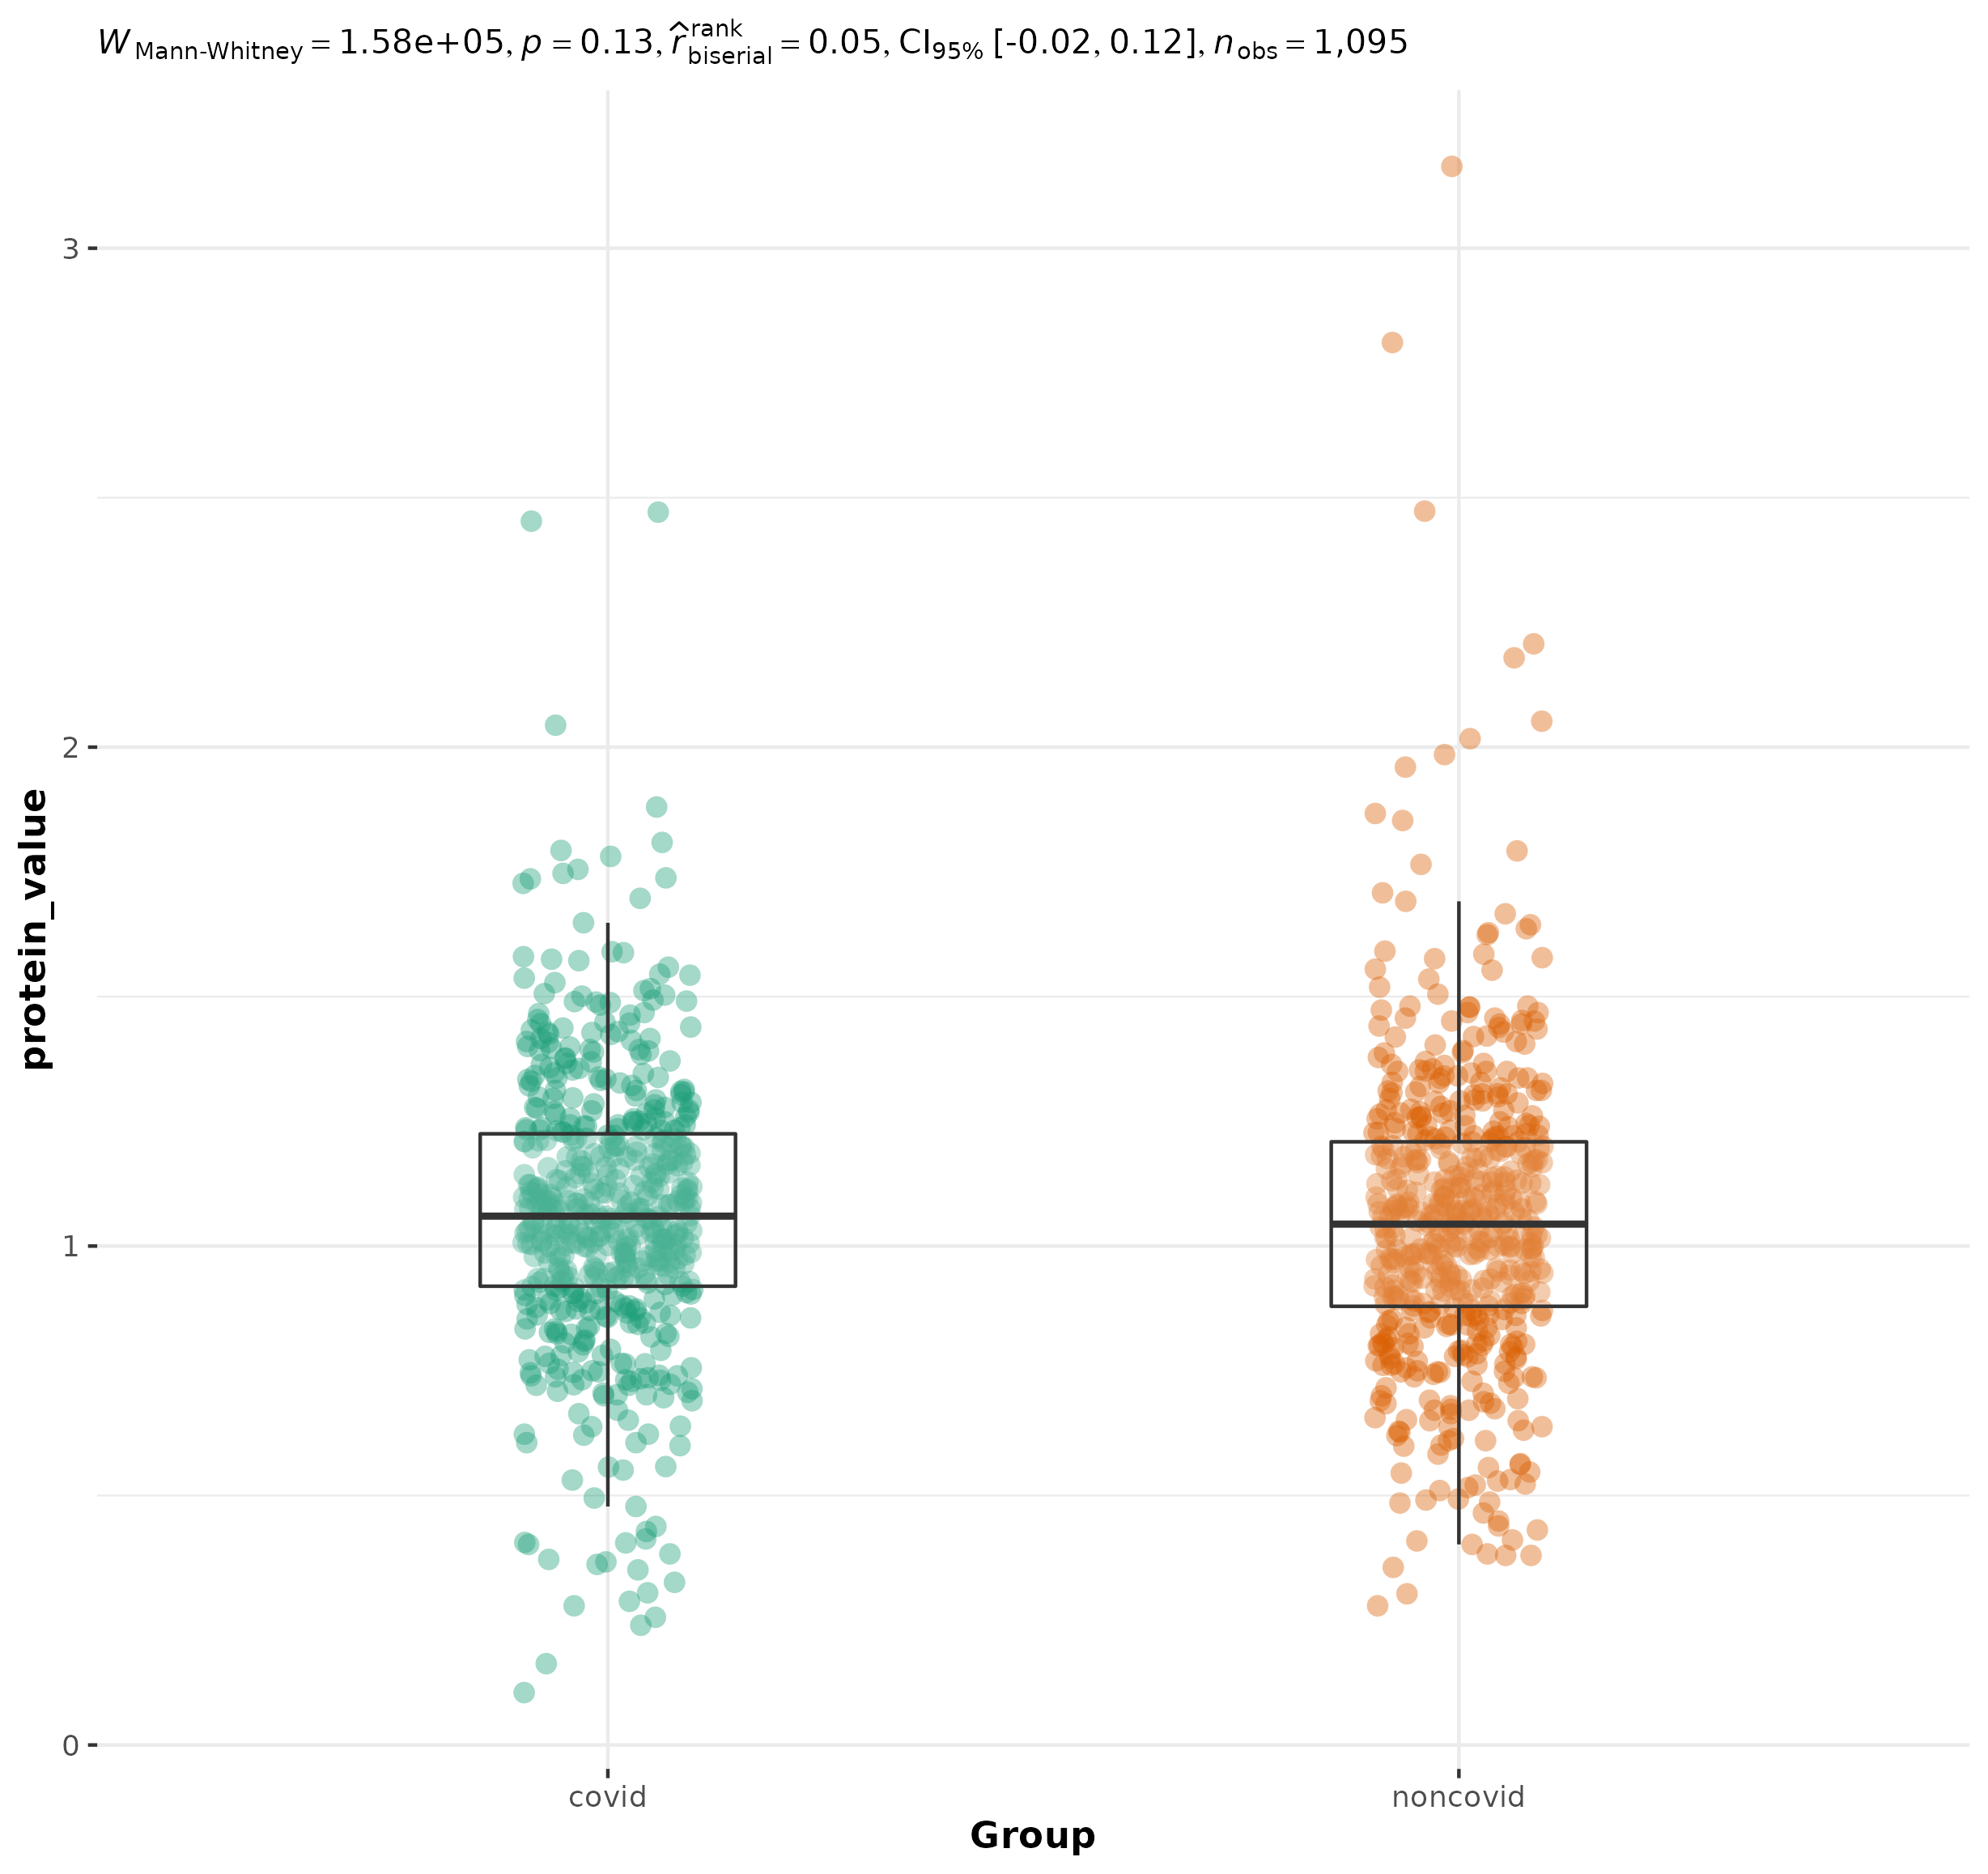 W Mann-Whitney = 1.58e+05, p = 0.13, r̂ rank biserial = 0.05, CI95% [-0.02, 0.12], n obs = 1,095
3
2
1
0
protein_value
covid noncovid
Group